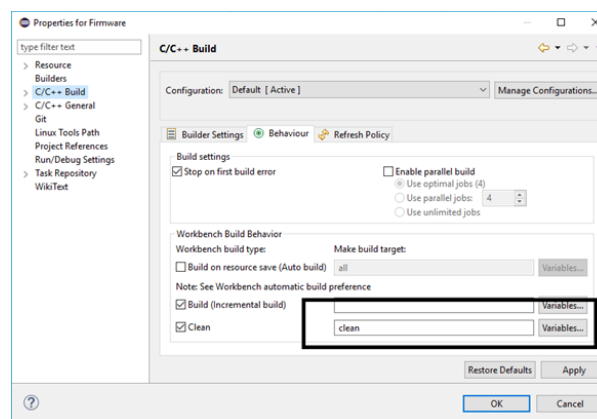 Properties for Firmware
type filter text
Resource
Builders
C/C++ Build
C/C++ General
Git
Linux Tools Path
Project References
Run/Debug Settings
Task Repository
WikiText
C/C++ Build
Configuration: Default [ Active ] Manage Configurations...
Builder Settings Behaviour Refresh Policy
Build settings
Stop on first build error Enable parallel build
Use optimal jobs (4)
Use parallel jobs: 4
Use unlimited jobs
Workbench Build Behavior
Workbench build type: Make build target:
Build on resource save (Auto build) all Variables...
Note: See Workbench automatic build preference
Build (Incremental build) Variables...
Clean clean Variables...
Restore Defaults Apply
? OK Cancel